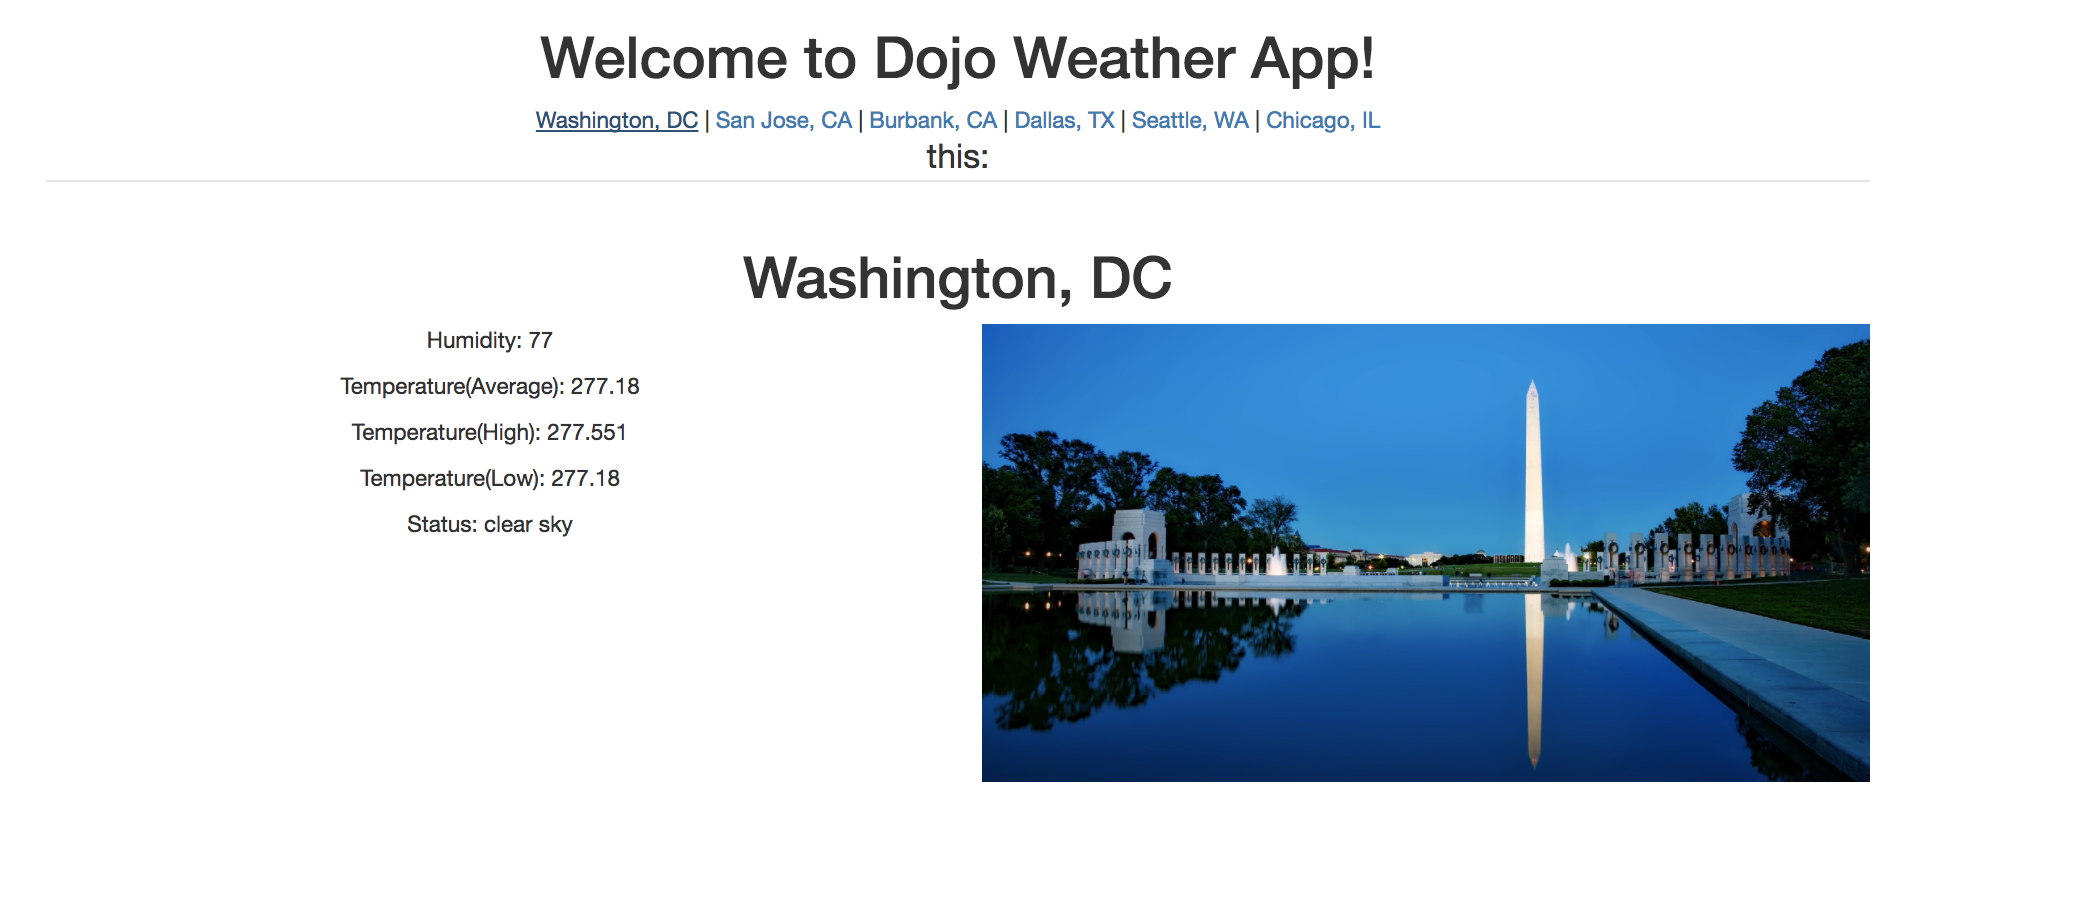 Welcome to Dojo Weather App!
Washington, DC | San Jose, CA | Burbank, CA | Dallas, TX | Seattle, WA | Chicago, IL
this:
Washington, DC
Humidity: 77
Temperature(Average): 277.18
Temperature(High): 277.551
Temperature(Low): 277.18
Status: clear sky